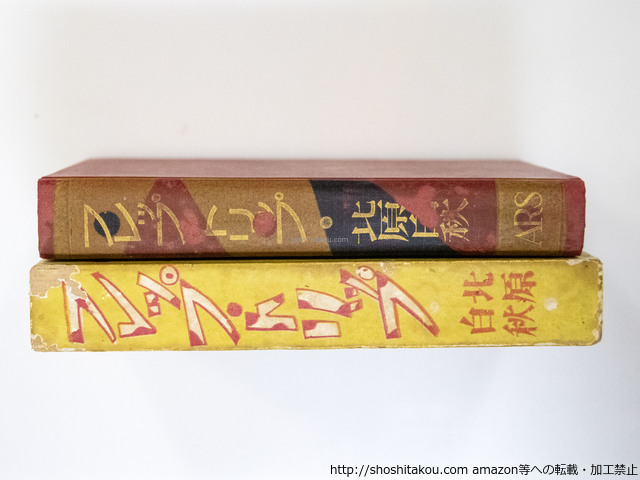 フレップ・トリップ・北原白秋
ARS
フレップ・トリップ
北原
白秋
http://shoshitakou.com amazon等への転載・加工禁止